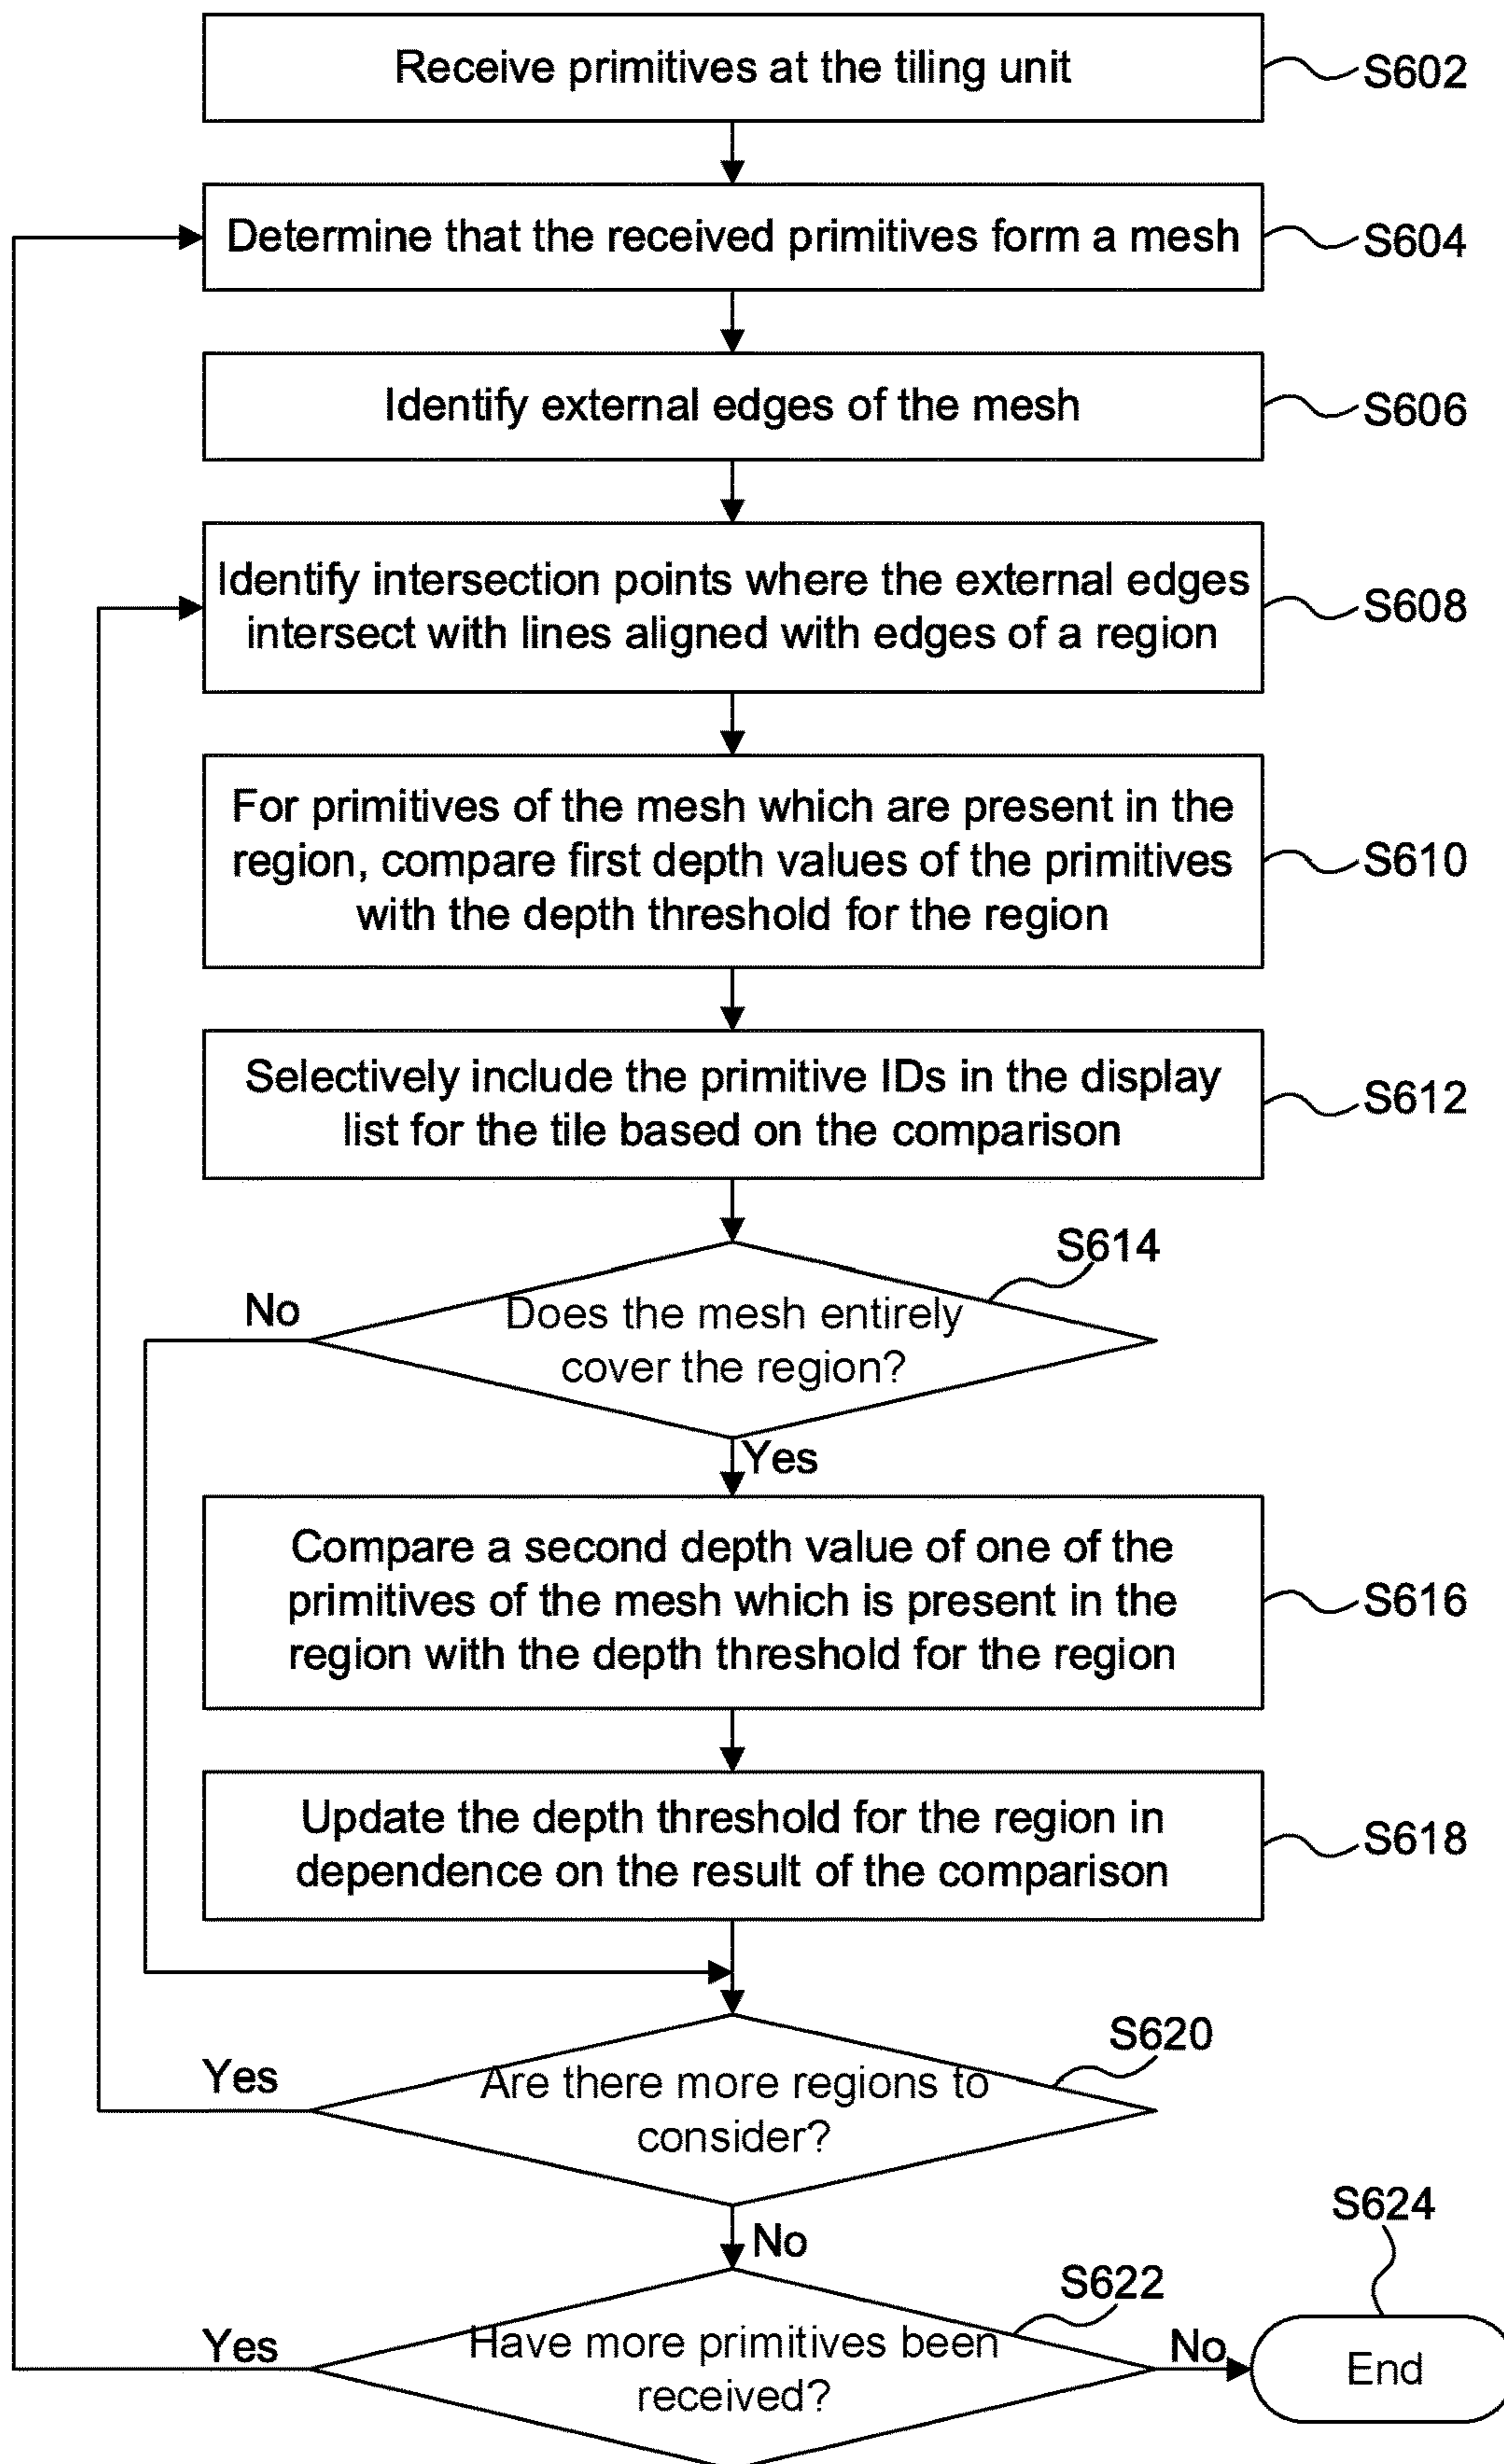 Receive primitives at the tiling unit
S602
Determine that the received primitives form a mesh
S604
Identify external edges of the mesh
S606
Identify intersection points where the external edges
intersect with lines aligned with edges of a region
S608
For primitives of the mesh which are present in the
region, compare first depth values of the primitives
with the depth threshold for the region
S610
Selectively include the primitive IDs in the display
list for the tile based on the comparison
S612
S614
No
Does the mesh entirely
cover the region?
Yes
Compare a second depth value of one of the
primitives of the mesh which is present in the
region with the depth threshold for the region
S616
Update the depth threshold for the region in
dependence on the result of the comparison
S618
S620
Yes
Are there more regions to
consider?
No
S624
S622
Yes
Have more primitives been
received?
No
End